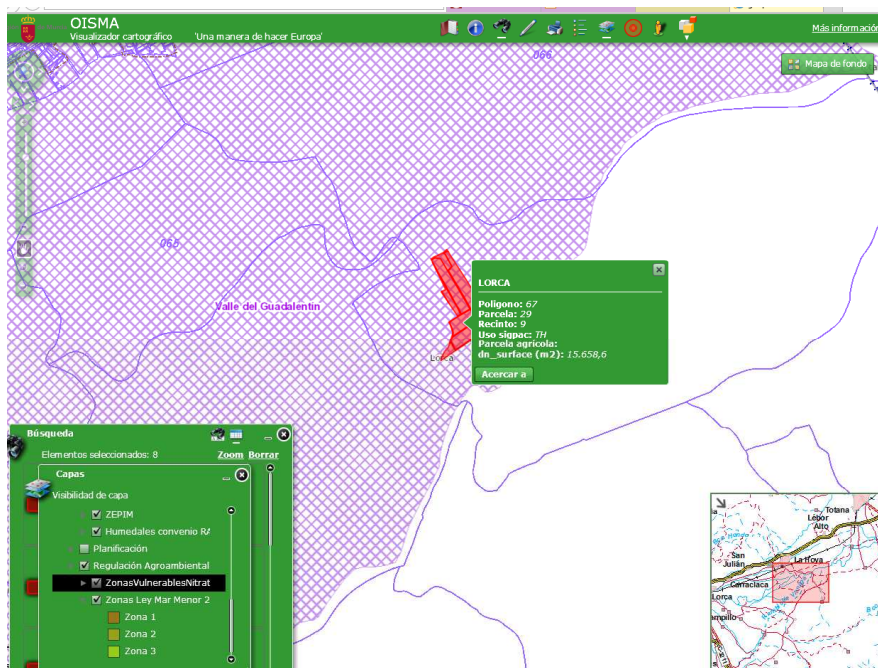 OISMA
Visualizador cartográfico 'Una manera de hacer Europa'
Más información
Mapa de fondo
066
065
Valle del Guadalentín
Lorca
LORCA
Poligono: 67
Parcela: 29
Recinto: 9
Uso sigpac: TH
Parcela agrícola:
dn_surface (m2): 15.658,6
Acercar a
Búsqueda
Elementos seleccionados: 8 Zoom Borrar
Capas
Visibilidad de capa
ZEPIM
Humedales convenio RA
Planificación
Regulación Agroambiental
ZonasVulnerablesNitrat
Zonas Ley Mar Menor 2
Zona 1
Zona 2
Zona 3
Totana
Lébor
Alto
San
Julián
La Hoya
Carraclaca
Lorca